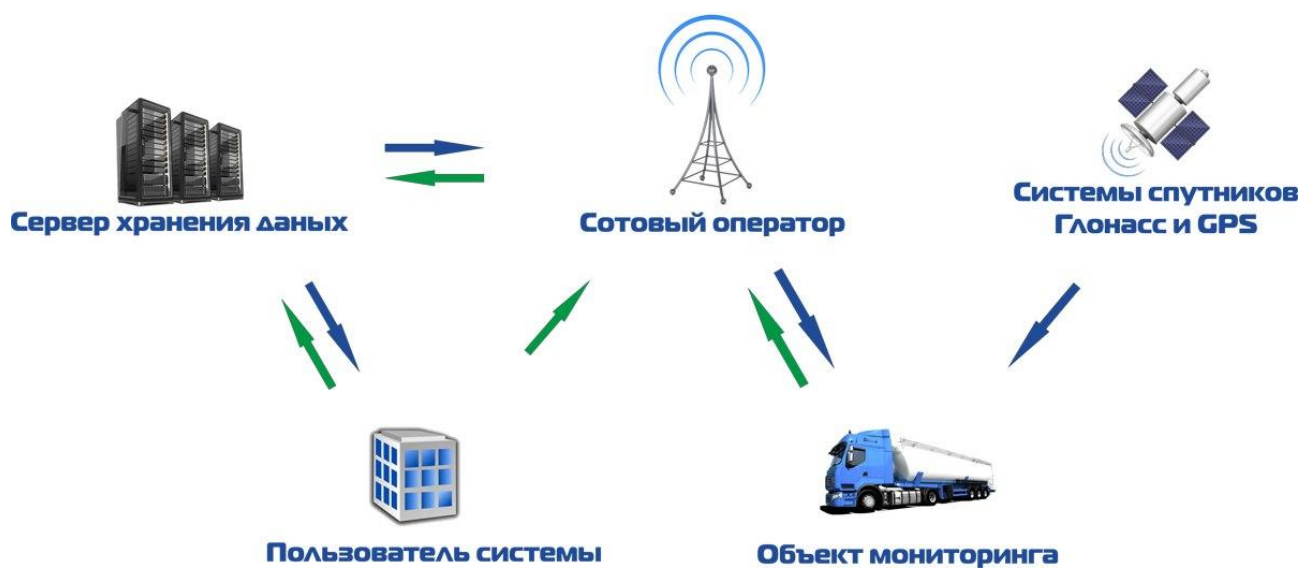 Сервер хранения даных
Сотовый оператор
Системы спутников
Глонасс и GPS
Пользователь системы
Объект мониторинга